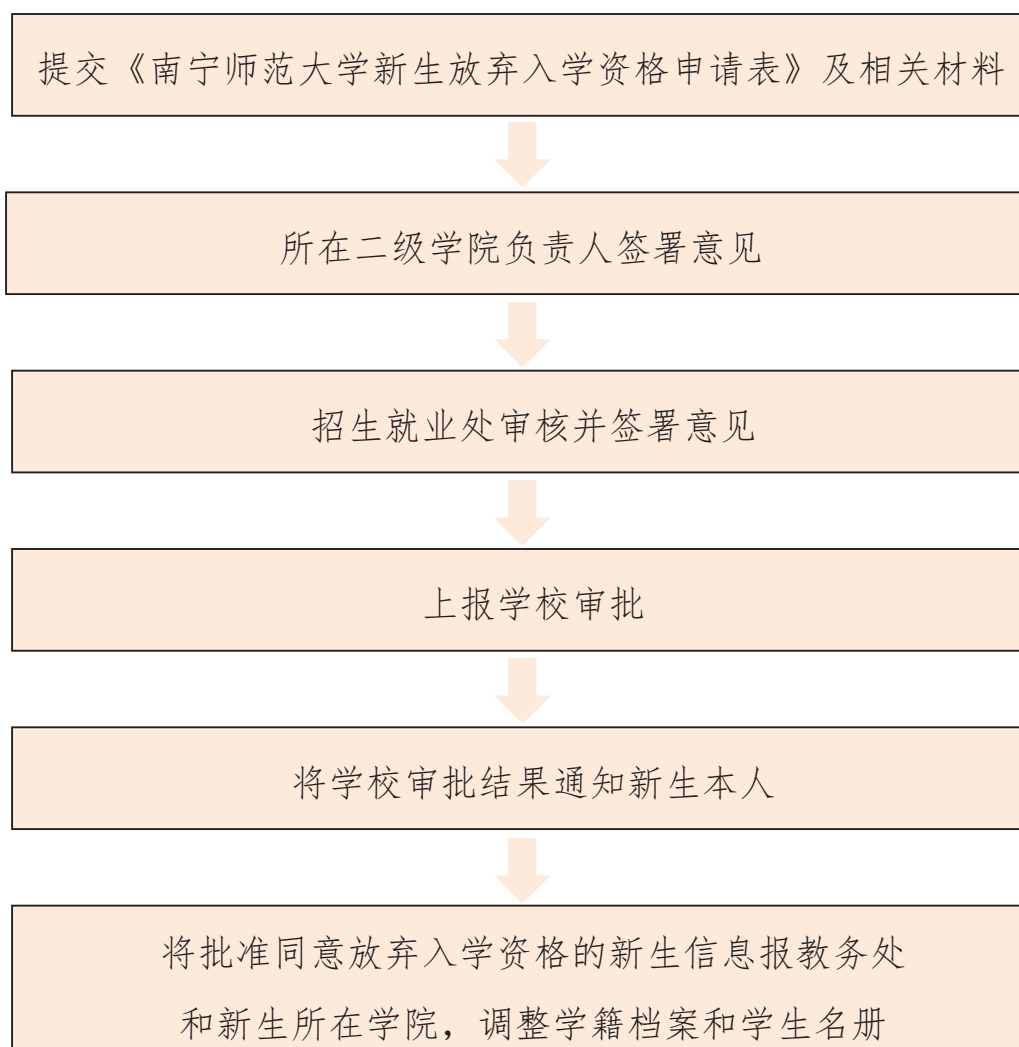 提交《南宁师范大学新生放弃入学资格申请表》及相关材料
所在二级学院负责人签署意见
招生就业处审核并签署意见
上报学校审批
将学校审批结果通知新生本人
将批准同意放弃入学资格的新生信息报教务处
和新生所在学院，调整学籍档案和学生名册